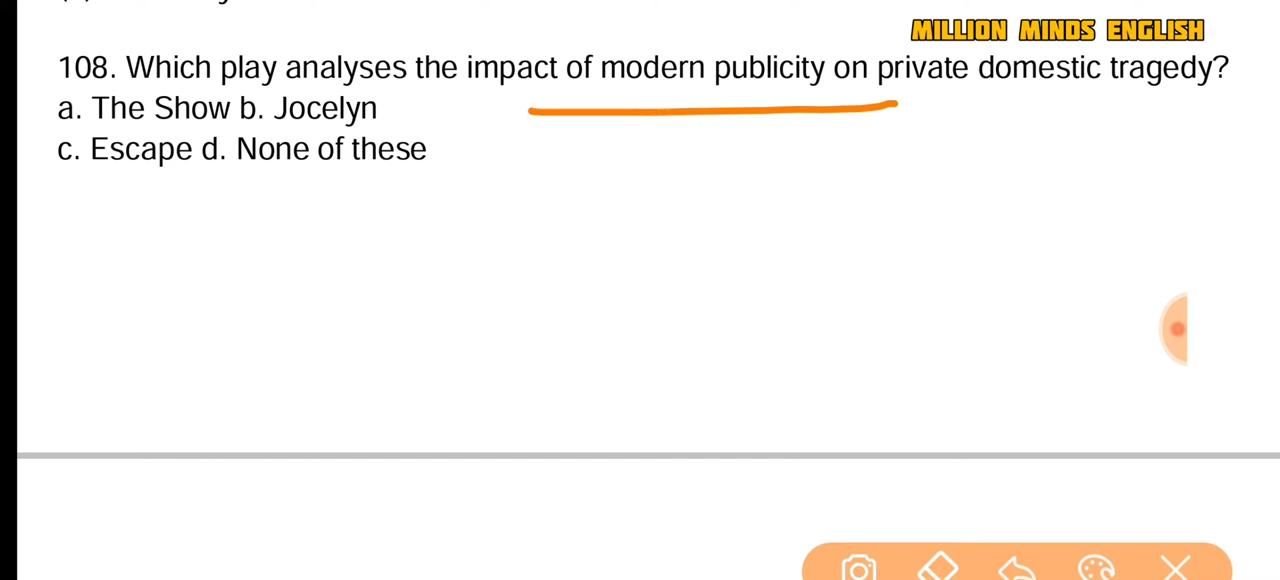 MILLION MINDS ENGLISH
108. Which play analyses the impact of modern publicity on private domestic tragedy?
a. The Show b. Jocelyn
c. Escape d. None of these